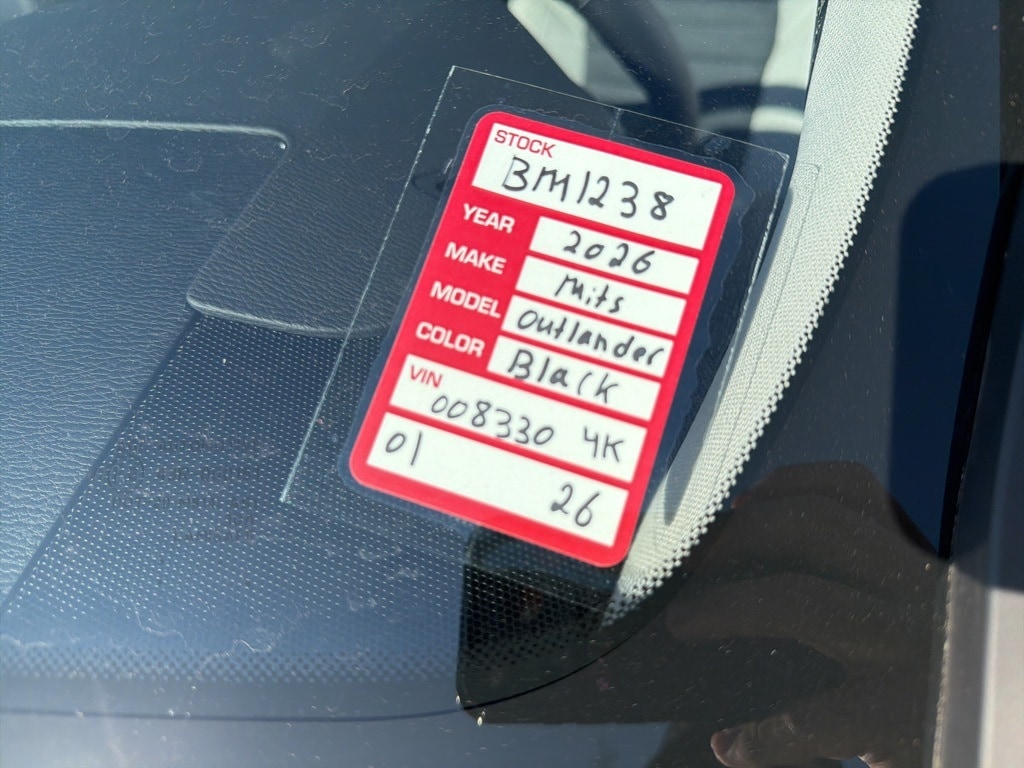 STOCK
BM1238
YEAR 2026
MAKE Mits
MODEL Outlander
COLOR Black
VIN
008330 4K
01 26